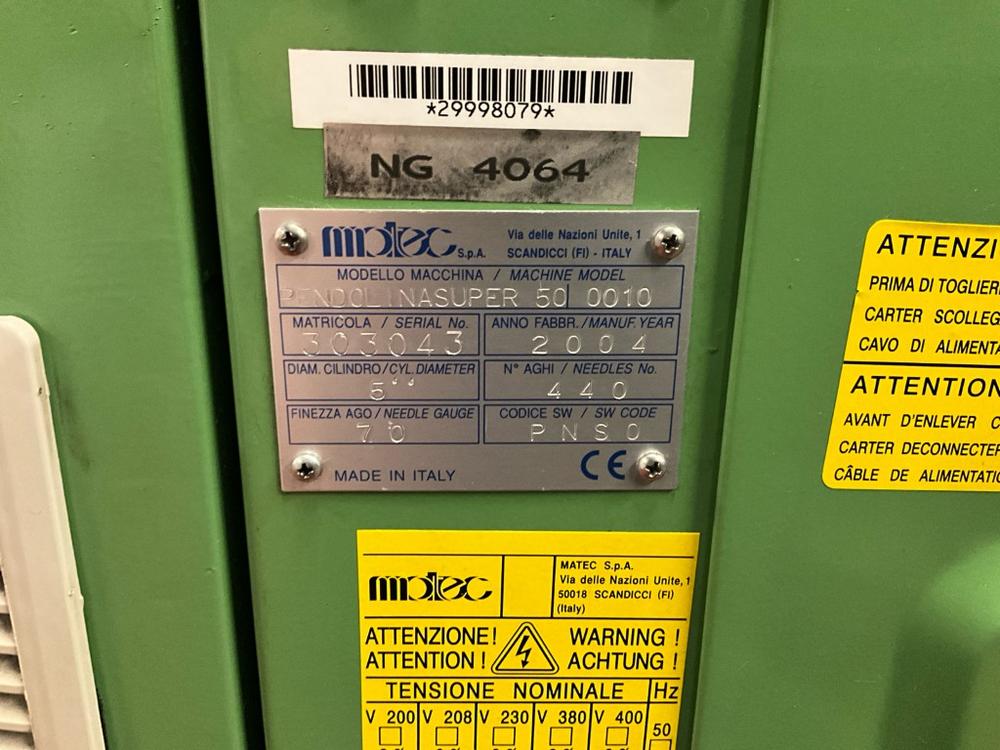 *29998079*
NG 4064
matec S.p.A.
Via delle Nazioni Unite, 1
SCANDICCI (FI) - ITALY
MODELLO MACCHINA / MACHINE MODEL
PENDOLINASUPER 50 0010
MATRICOLA / SERIAL No.
303043
ANNO FABBR./MANUF. YEAR
2004
DIAM. CILINDRO/CYL. DIAMETER
5"
N° AGHI / NEEDLES No.
440
FINEZZA AGO / NEEDLE GAUGE
70
CODICE SW / SW CODE
PNS0
MADE IN ITALY
CE
ATTENZI
PRIMA DI TOGLIER
CARTER SCOLLEG
CAVO DI ALIMENTA
ATTENTION
AVANT D'ENLEVER C
CARTER DECONNECTER
CÂBLE DE ALIMENTATIO
matec
MATEC S.p.A.
Via delle Nazioni Unite, 1
50018 SCANDICCI (FI)
(Italy)
ATTENZIONE! WARNING !
ATTENTION ! ACHTUNG !
TENSIONE NOMINALE Hz
V 200 V 208 V 230 V 380 V 400 50